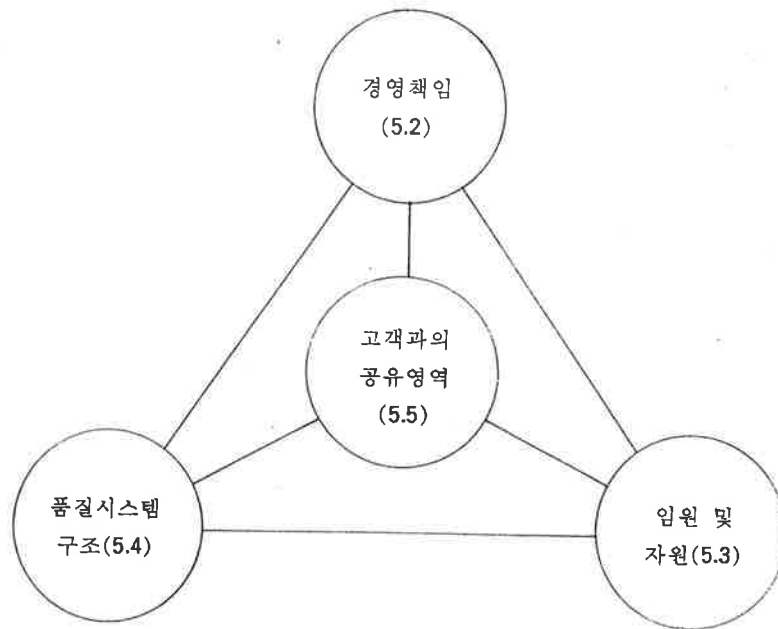 경영책임
(5.2)
고객과의
공유영역
(5.5)
품질시스템
구조(5.4)
임원 및
자원(5.3)